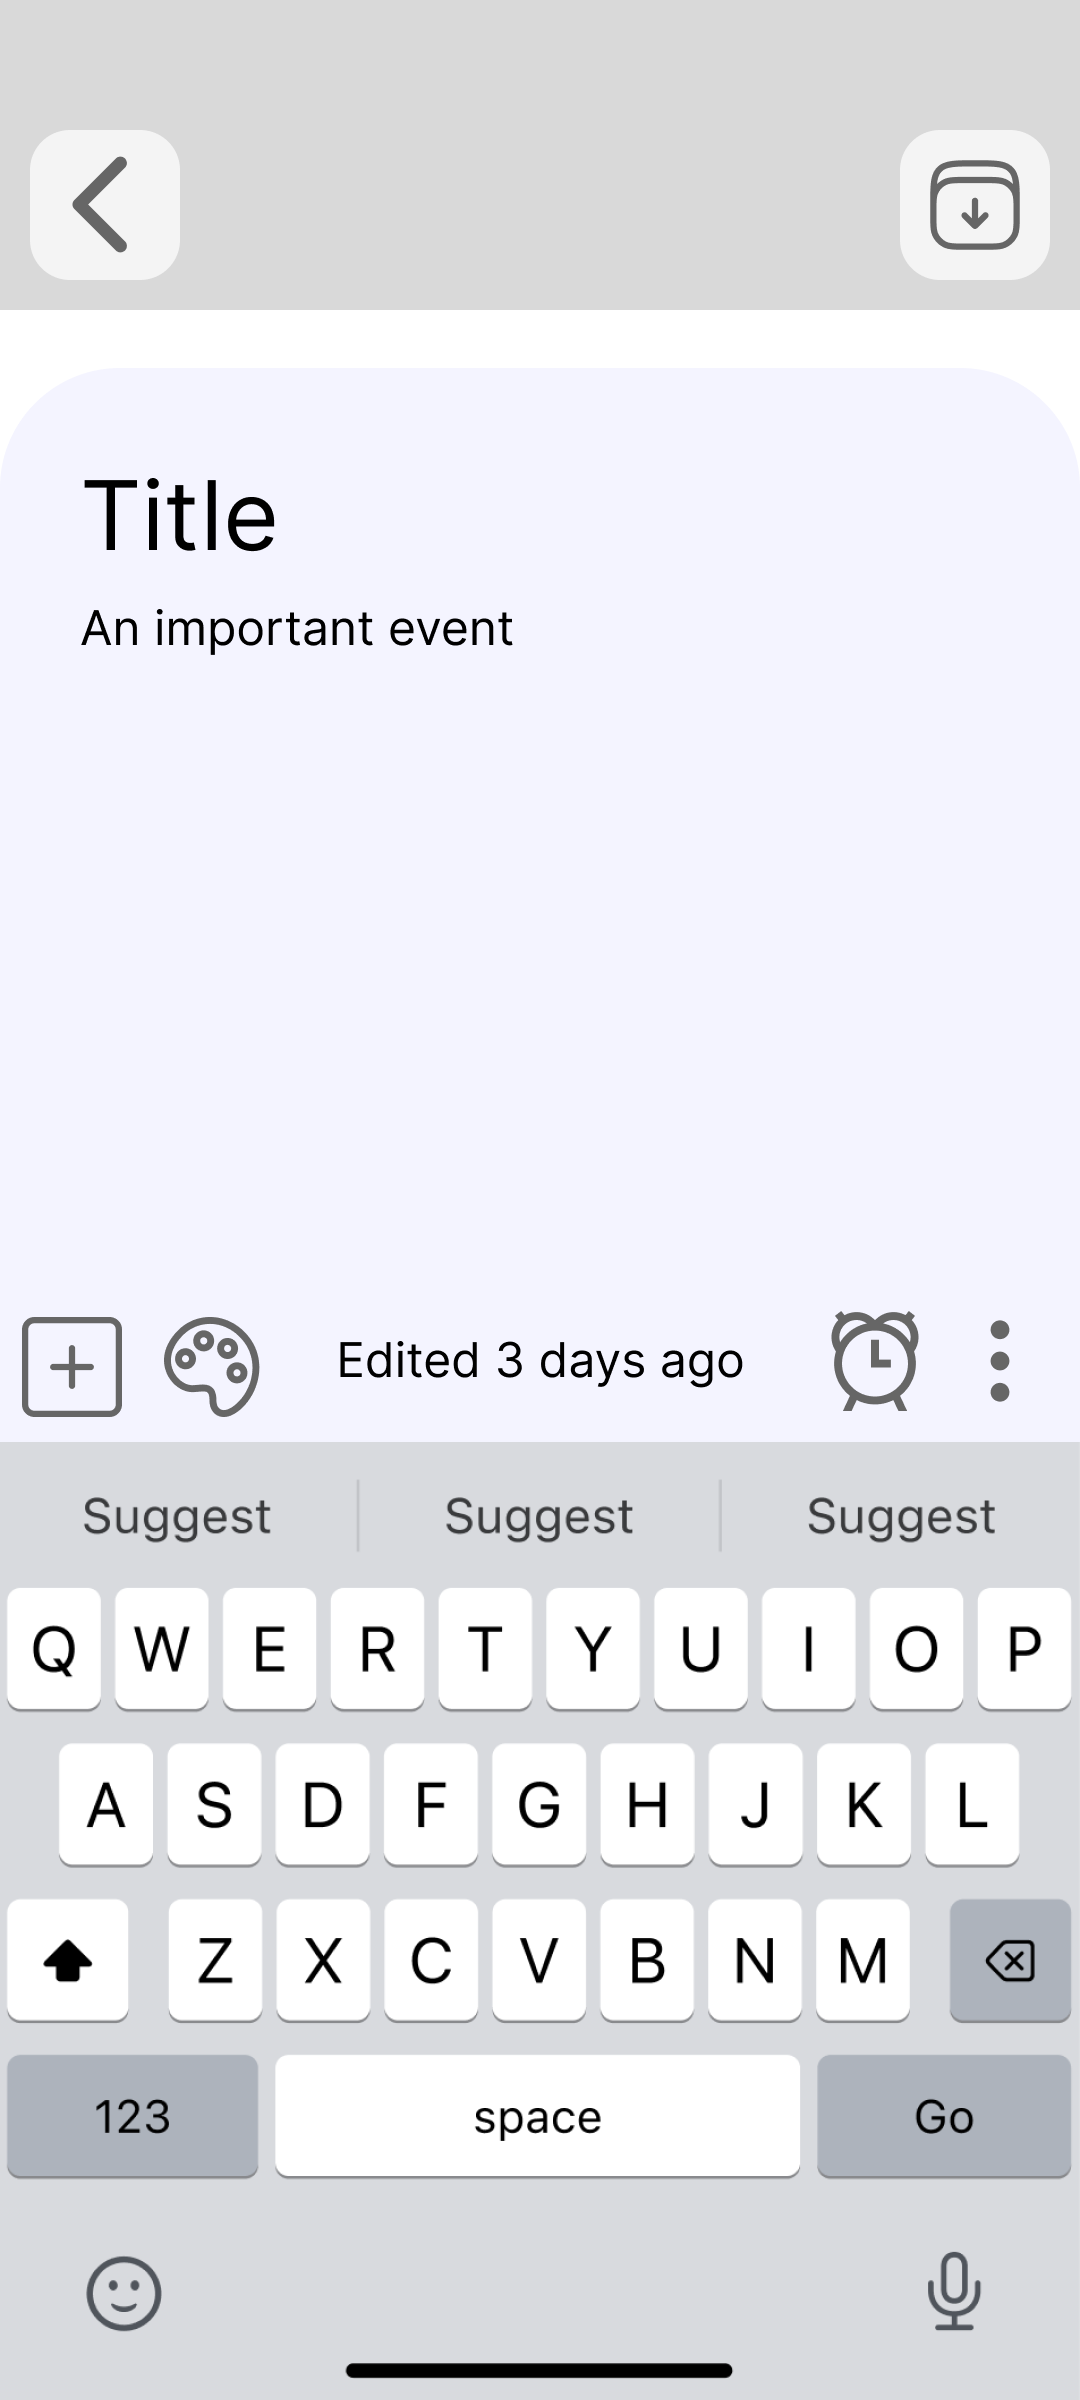 Title
An important event
Edited 3 days ago
Suggest Suggest Suggest
Q W E R T Y U I O P
A S D F G H J K L
Z X C V B N M
123 space Go